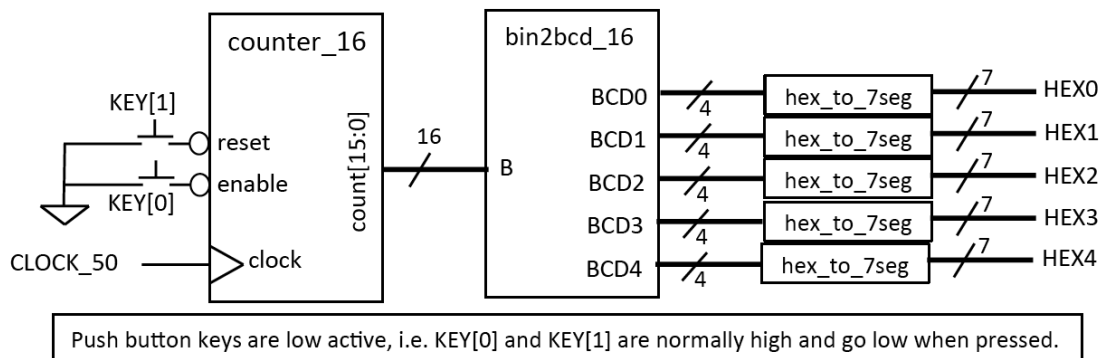 counter_16
KEY[1]
reset
enable
KEY[0]
CLOCK_50
clock
count[15:0]
16
bin2bcd_16
B
BCD0
4
hex_to_7seg
7
HEX0
BCD1
4
hex_to_7seg
7
HEX1
BCD2
4
hex_to_7seg
7
HEX2
BCD3
4
hex_to_7seg
7
HEX3
BCD4
4
hex_to_7seg
7
HEX4
Push button keys are low active, i.e. KEY[0] and KEY[1] are normally high and go low when pressed.